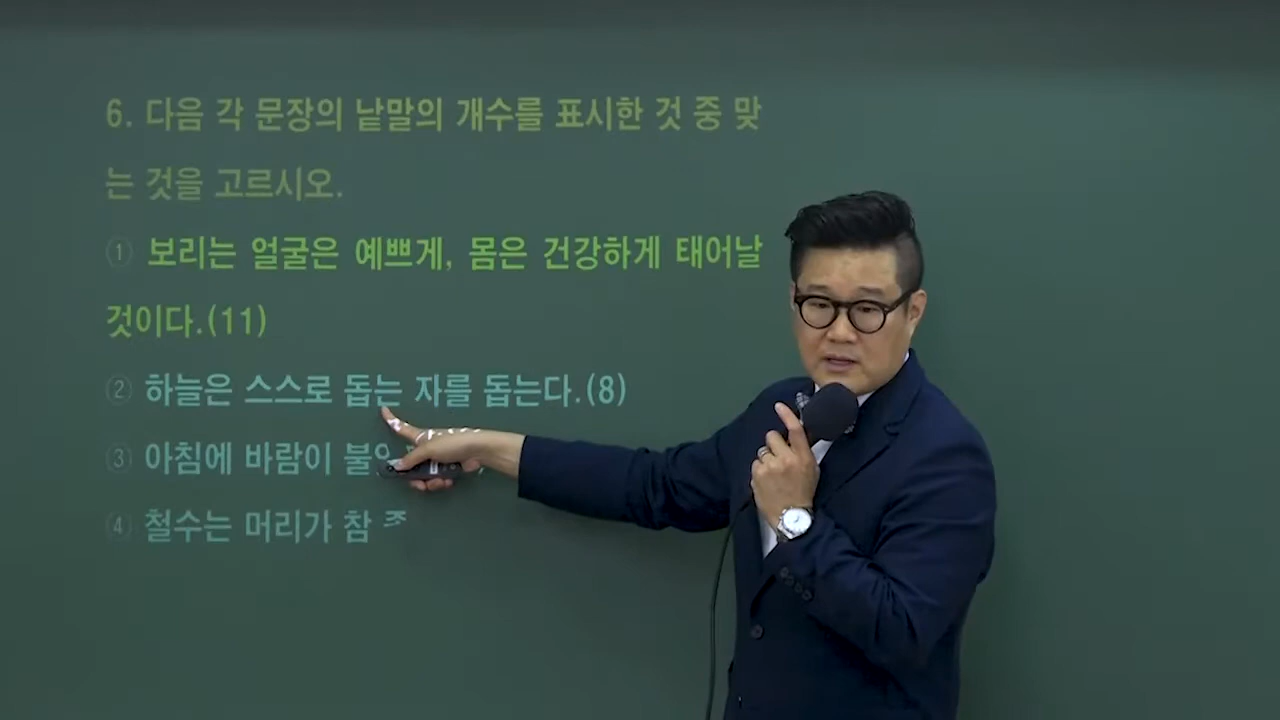 6. 다음 각 문장의 낱말의 개수를 표시한 것 중 맞
는 것을 고르시오.
① 보리는 얼굴은 예쁘게, 몸은 건강하게 태어날
것이다.(11)
② 하늘은 스스로 돕는 자를 돕는다.(8)
③ 아침에 바람이
④ 철수는 머리가 참